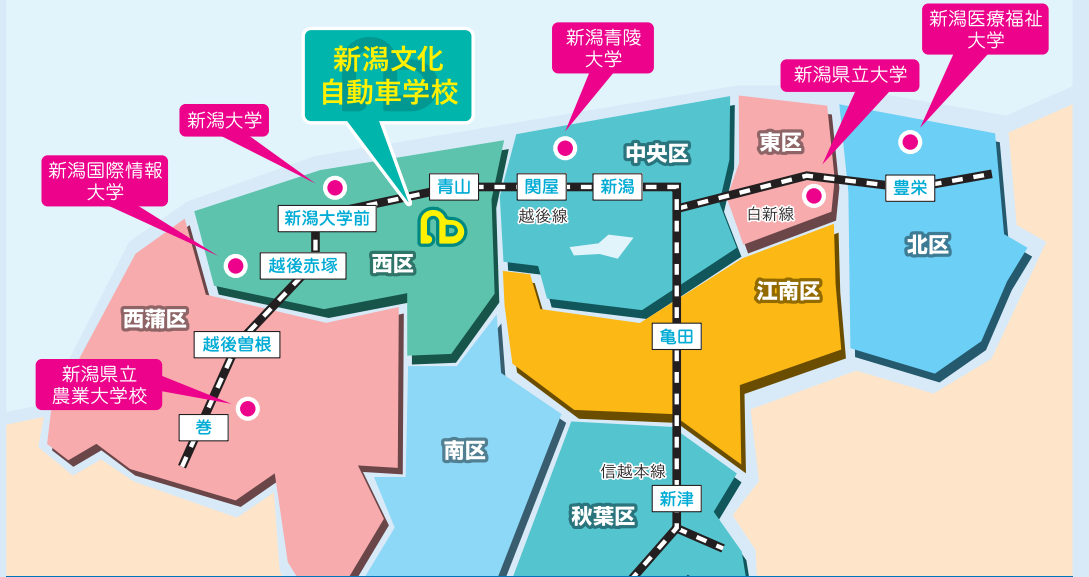 新潟医療福祉
大学
新潟青陵
大学
新潟県立大学
新潟文化
自動車学校
新潟大学
新潟国際情報
大学
中央区
東区
青山
関屋
新潟
豊栄
新潟大学前
越後線
白新線
北区
越後赤塚
西区
江南区
西蒲区
越後曽根
亀田
新潟県立
農業大学校
巻
南区
信越本線
新津
秋葉区